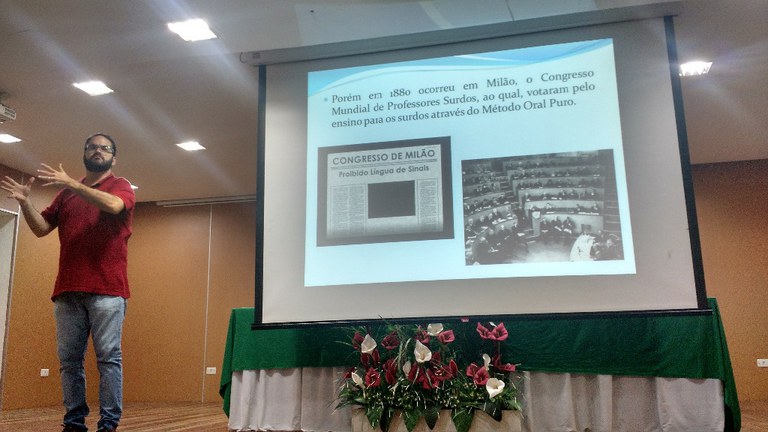 Porém em 1880 ocorreu em Milão, o Congresso
Mundial de Professores Surdos, ao qual, votaram pelo
ensino para os surdos através do Método Oral Puro.
CONGRESSO DE MILÃO
Proibido Língua de Sinais